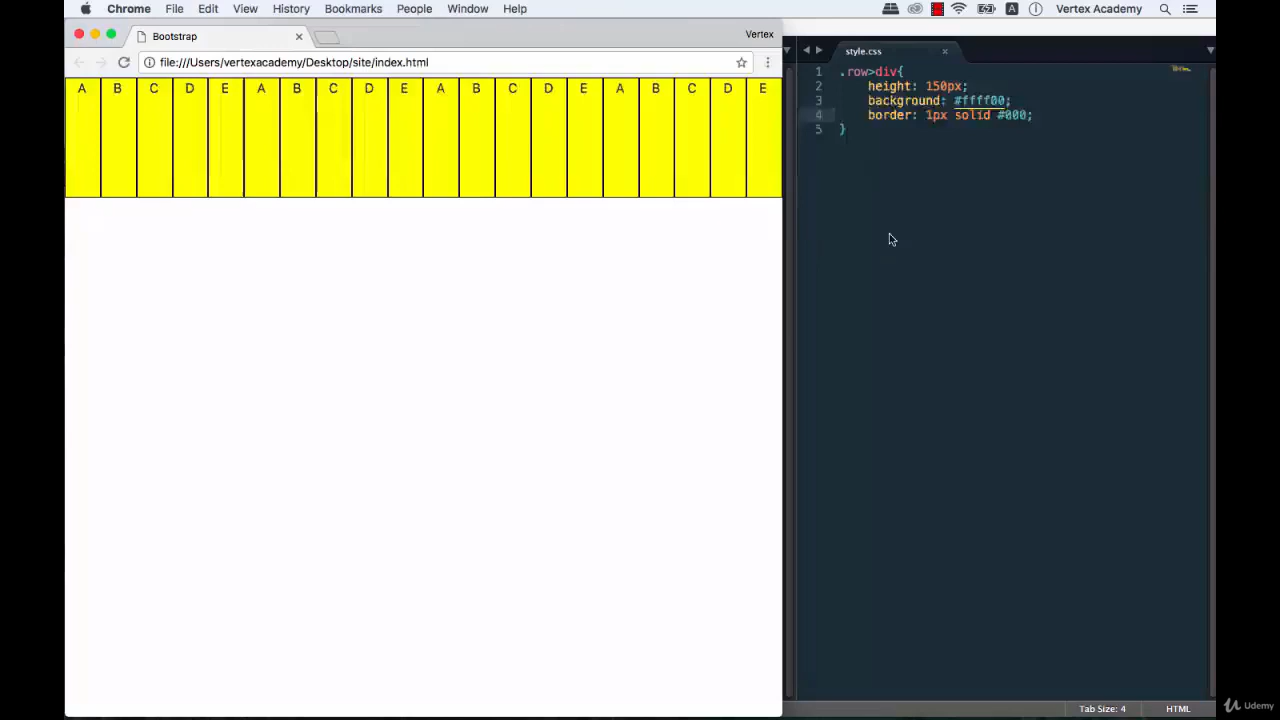 Chrome File Edit View History Bookmarks People Window Help A Vertex Academy
Bootstrap Vertex
file:///Users/vertexacademy/Desktop/site/index.html
A B C D E A B C D E A B C D E A B C D E
style.css
1 .row>div{
2 height: 150px;
3 background: #ffff00;
4 border: 1px solid #000;
5 }
Tab Size: 4 HTML
Udemy